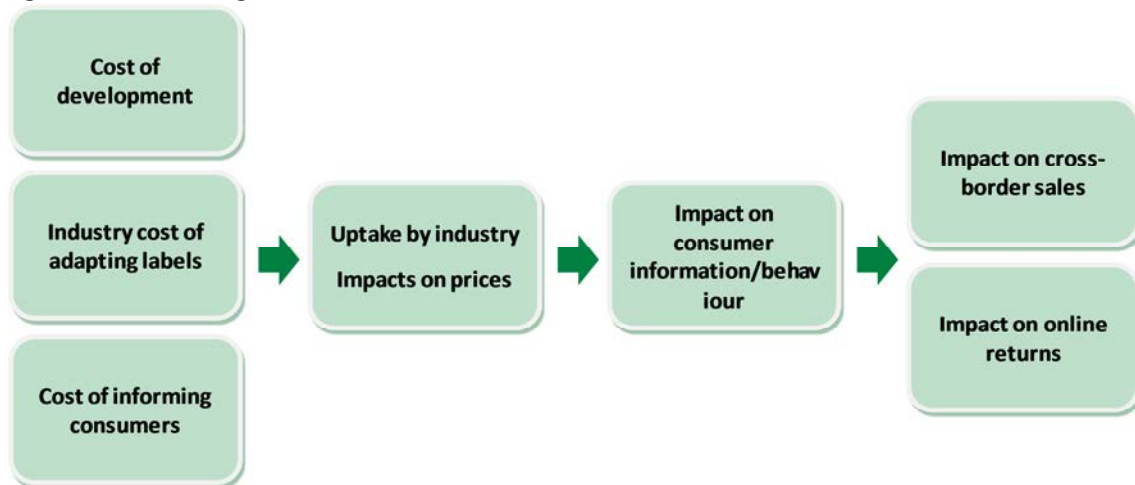 Cost of
development
Industry cost of
adapting labels
Cost of informing
consumers
Uptake by industry
Impacts on prices
Impact on
consumer
information/behav
iour
Impact on cross-
border sales
Impact on online
returns